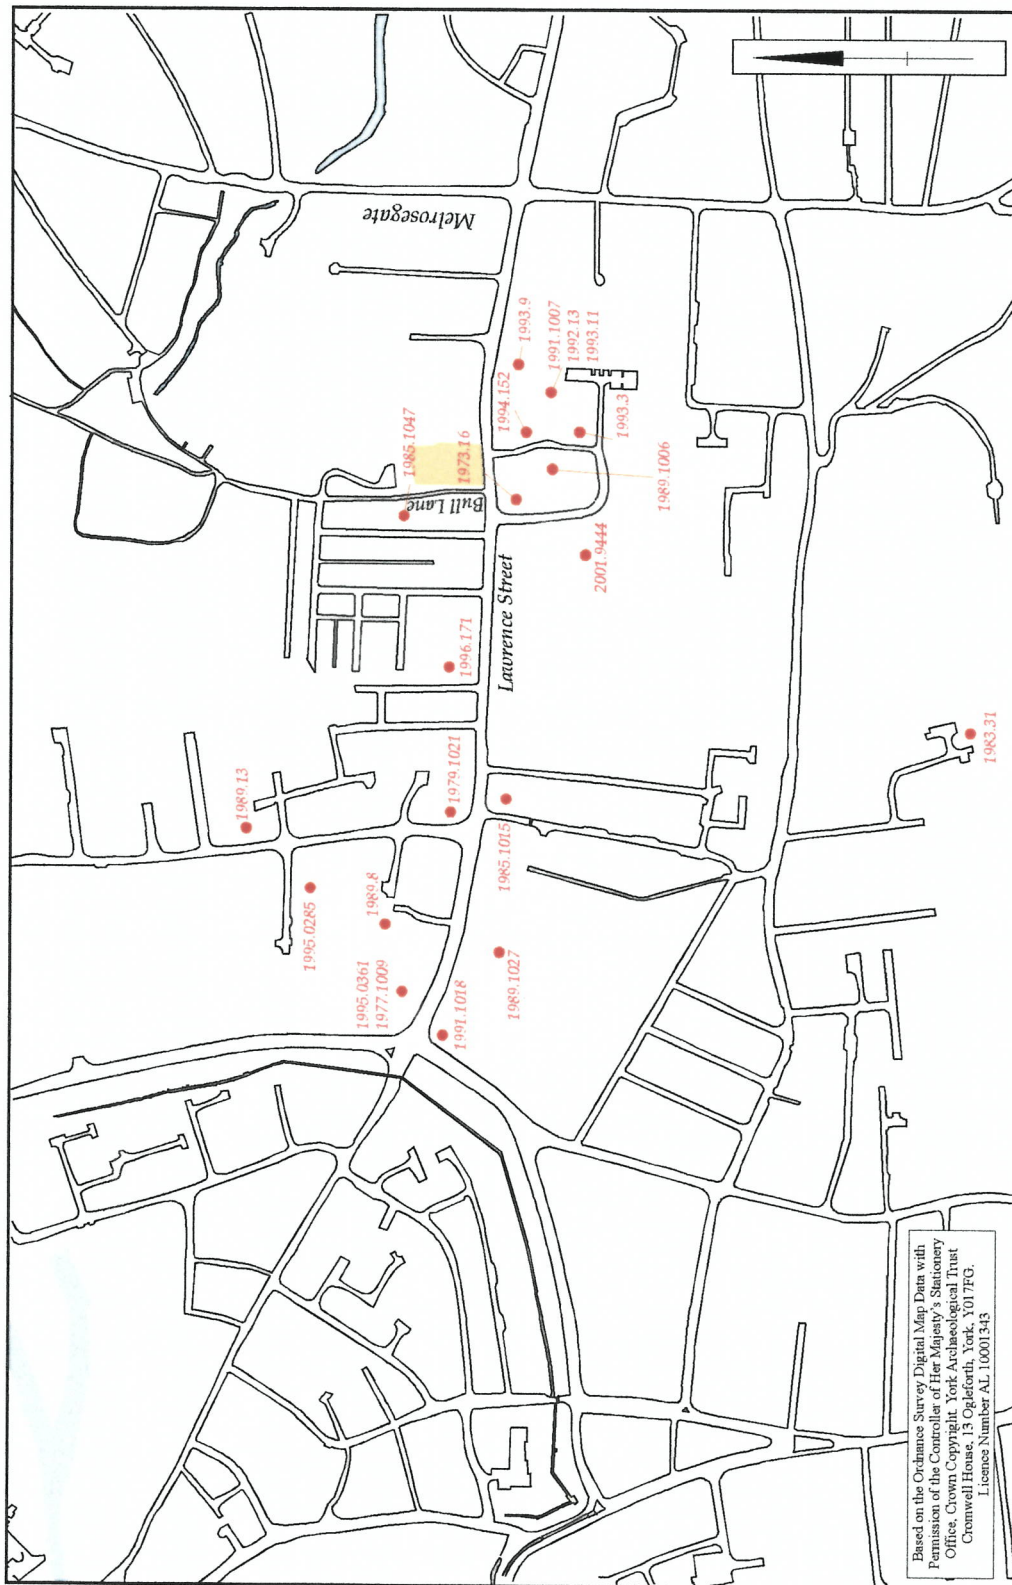 Melrosegate
1993.9
1991.1007
1992.13
1993.11
1994.152
1993.3
1985.1047
1973.16
1989.1006
Bull Lane
2001.9444
Lawrence Street
1996.171
1983.31
1989.13
1979.1021
1985.1015
1995.0285
1989.8
1995.0361
1977.1009
1989.1027
1991.1018
Based on the Ordnance Survey Digital Map Data with
Permission of the Controller of Her Majesty's Stationery
Office, Crown Copyright. York Archaeological Trust
Cromwell House, 13 Ogleforth, York, YO17FG.
Licence Number AL 10001343